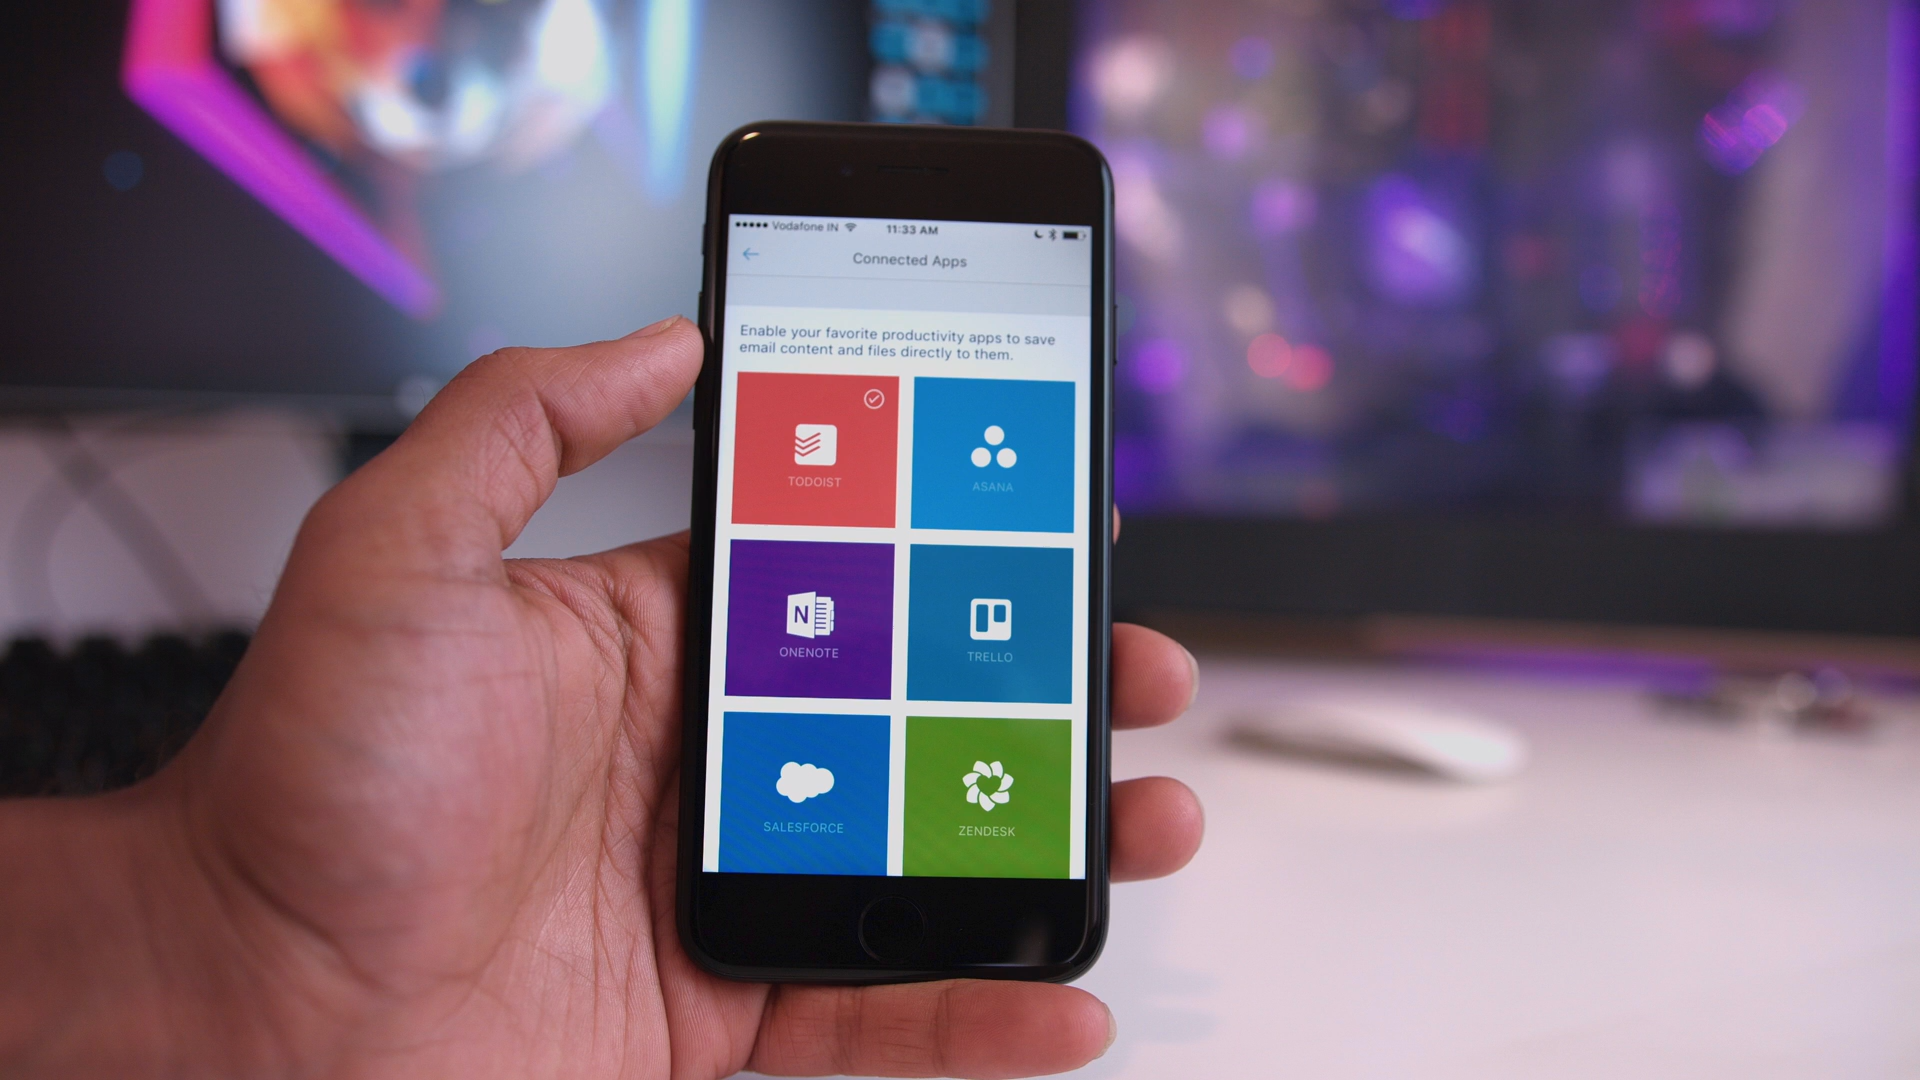 Vodafone IN 11:33 AM
Connected Apps
Enable your favorite productivity apps to save
email content and files directly to them.
TODOIST
ASANA
N
ONENOTE
TRELLO
SALESFORCE
ZENDESK